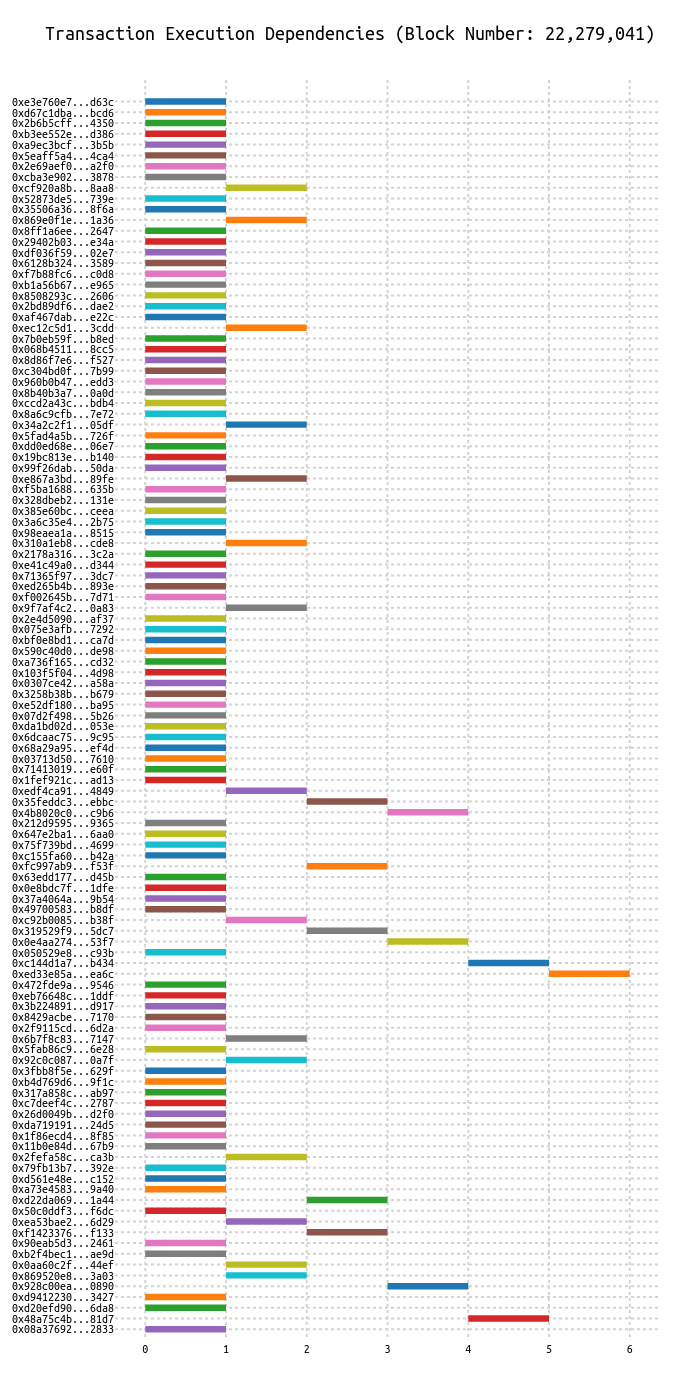 Transaction Execution Dependencies (Block Number: 22,279,041)
0xe3e760e7...d63c
0xd67c1dba...bcd6
0x2b6b5cff...4350
0xb3ee552e...d386
0xa9ec3bcf...3b5b
0x5eaff5a4...4ca4
0x2e69aef0...a2f0
0xcba3e902...3878
0xcf920a8b...8aa8
0x52873de5...739e
0x35506a36...8f6a
0x869e0f1e...1a36
0x8ff1a6ee...2647
0x29402b03...e34a
0xdf036f59...02e7
0x6128b324...3589
0xf7b88fc6...c0d8
0xb1a56b67...e965
0x8508293c...2606
0x2bd89df6...dae2
0xaf467dab...e22c
0xec12c5d1...3cdd
0x7b0eb59f...b8ed
0x068b4511...8cc5
0x8d86f7e6...f527
0xc304bd0f...7b99
0x960b0b47...edd3
0x8b40b3a7...0a0d
0xccd2a43c...bdb4
0x8a6c9cfb...7e72
0x34a2c2f1...05df
0x5fad4a5b...726f
0xdd0ed68e...06e7
0x19bc813e...b140
0x99f26dab...50da
0xe867a3bd...89fe
0xf5ba1688...635b
0x328dbeb2...131e
0x385e60bc...ceea
0x3a6c35e4...2b75
0x98eaea1a...8515
0x310a1eb8...cde8
0x2178a316...3c2a
0xe41c49a0...d344
0x71365f97...3dc7
0xed265b4b...893e
0xf002645b...7d71
0x9f7af4c2...0a83
0x2e4d5090...af37
0x075e3afb...7292
0xbf0e8bd1...ca7d
0x590c40d0...de98
0xa736f165...cd32
0x103f5f04...4d98
0x0307ce42...a58a
0x3258b38b...b679
0xe52df180...ba95
0x07d2f498...5b26
0xda1bd02d...053e
0x6dcaac75...9c95
0x68a29a95...ef4d
0x03713d50...7610
0x71413019...e60f
0x1fef921c...ad13
0xedf4ca91...4849
0x35feddc3...ebbc
0x4b8020c0...c9b6
0x212d9595...9365
0x647e2ba1...6aa0
0x75f739bd...4699
0xc155fa60...b42a
0xfc997ab9...f53f
0x63edd177...d45b
0x0e8bdc7f...1dfe
0x37a4064a...9b54
0x49700583...b8df
0xc92b0085...b38f
0x319529f9...5dc7
0x0e4aa274...53f7
0x050529e8...c93b
0xc144d1a7...b434
0xed33e85a...ea6c
0x472fde9a...9546
0xeb76648c...1ddf
0x3b224891...d917
0x8429acbe...7170
0x2f9115cd...6d2a
0x6b7f8c83...7147
0x5fab86c9...6e28
0x92c0c087...0a7f
0x3fbb8f5e...629f
0xb4d769d6...9f1c
0x317a858c...ab97
0xc7deef4c...2787
0x26d0049b...d2f0
0xda719191...24d5
0x1f86ecd4...8f85
0x11b0e84d...67b9
0x2fefa58c...ca3b
0x79fb13b7...392e
0xd561e48e...c152
0xa73e4583...9a40
0xd22da069...1a44
0x50c0ddf3...f6dc
0xea53bae2...6d29
0xf1423376...f133
0x90eab5d3...2461
0xb2f4bec1...ae9d
0x0aa60c2f...44ef
0x869520e8...3a03
0x928c00ea...0890
0xd9412230...3427
0xd20efd90...6da8
0x48a75c4b...81d7
0x08a37692...2833
0 1 2 3 4 5 6